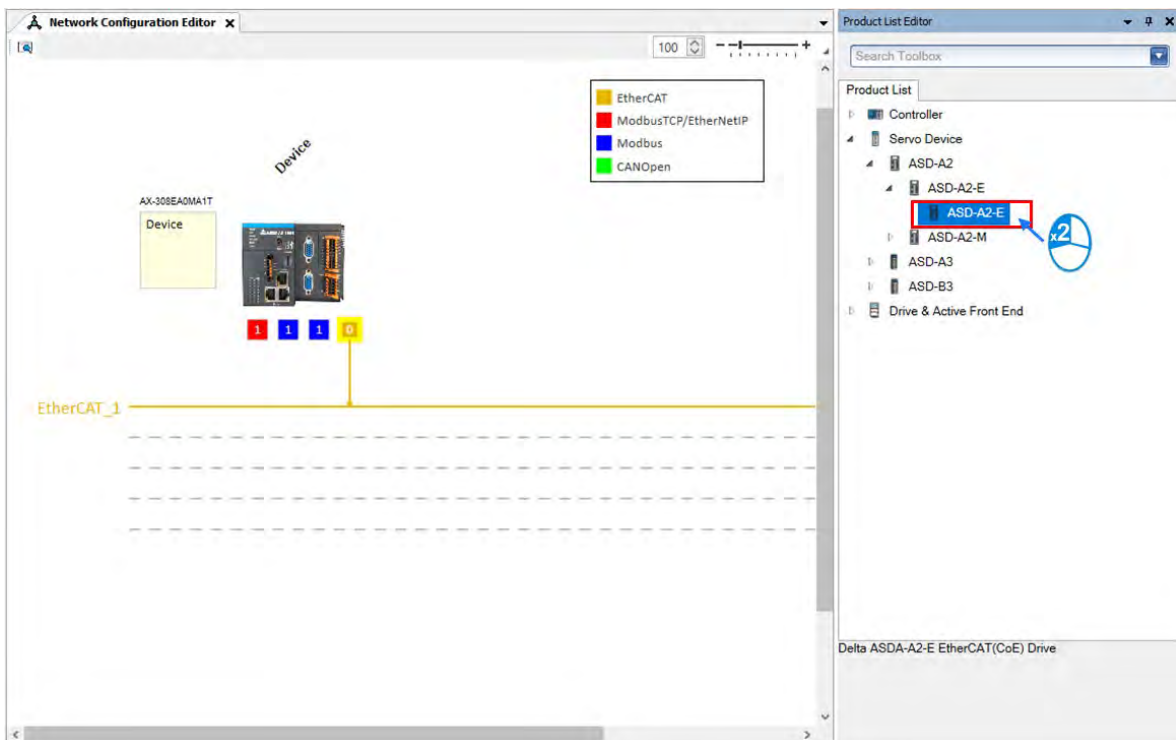 Network Configuration Editor
100
EtherCAT
ModbusTCP/EtherNetIP
Modbus
CANOpen
Device
AX-308EA0MA1T
Device
1
1
1
0
EtherCAT_1
Product List Editor
Search Toolbox
Product List
Controller
Servo Device
ASD-A2
ASD-A2-E
ASD-A2-E
x2
ASD-A2-M
ASD-A3
ASD-B3
Drive & Active Front End
Delta ASDA-A2-E EtherCAT(CoE) Drive